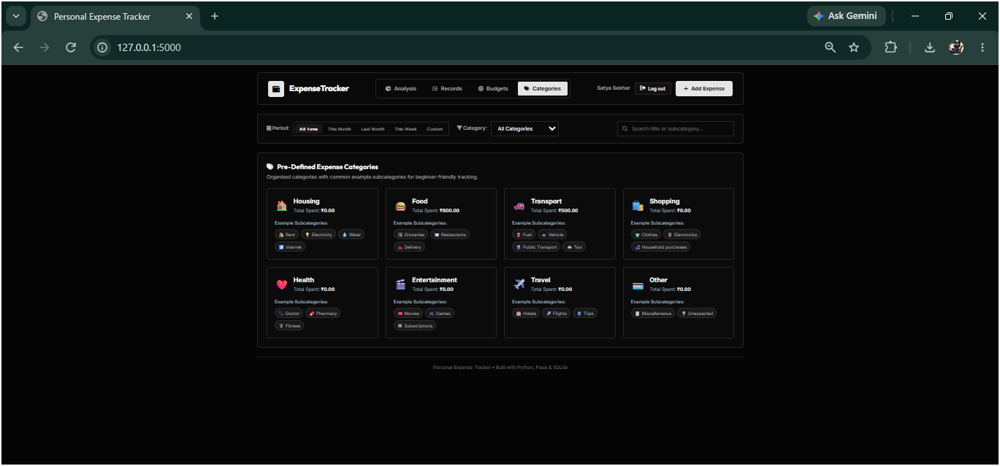 Personal Expense Tracker
Ask Gemini
127.0.0.1:5000
ExpenseTracker
Analysis
Records
Budgets
Categories
Satya Sekhar
Log out
+ Add Expense
Period:
All Time
This Month
Last Month
This Week
Custom
Category:
All Categories
Search title or subcategory...
Pre-Defined Expense Categories
Organized categories with common example subcategories for beginner-friendly tracking.
Housing
Total Spent: ₹0.00
Example Subcategories:
Rent
Electricity
Water
Internet
Food
Total Spent: ₹600.00
Example Subcategories:
Groceries
Restaurants
Delivery
Transport
Total Spent: ₹500.00
Example Subcategories:
Fuel
Vehicle
Public Transport
Taxi
Shopping
Total Spent: ₹0.00
Example Subcategories:
Clothes
Electronics
Household purchases
Health
Total Spent: ₹0.00
Example Subcategories:
Doctor
Pharmacy
Fitness
Entertainment
Total Spent: ₹0.00
Example Subcategories:
Movies
Games
Subscriptions
Travel
Total Spent: ₹0.00
Example Subcategories:
Hotels
Flights
Trips
Other
Total Spent: ₹0.00
Example Subcategories:
Miscellaneous
Unexpected
Personal Expense Tracker • Built with Python, Flask & SQLite